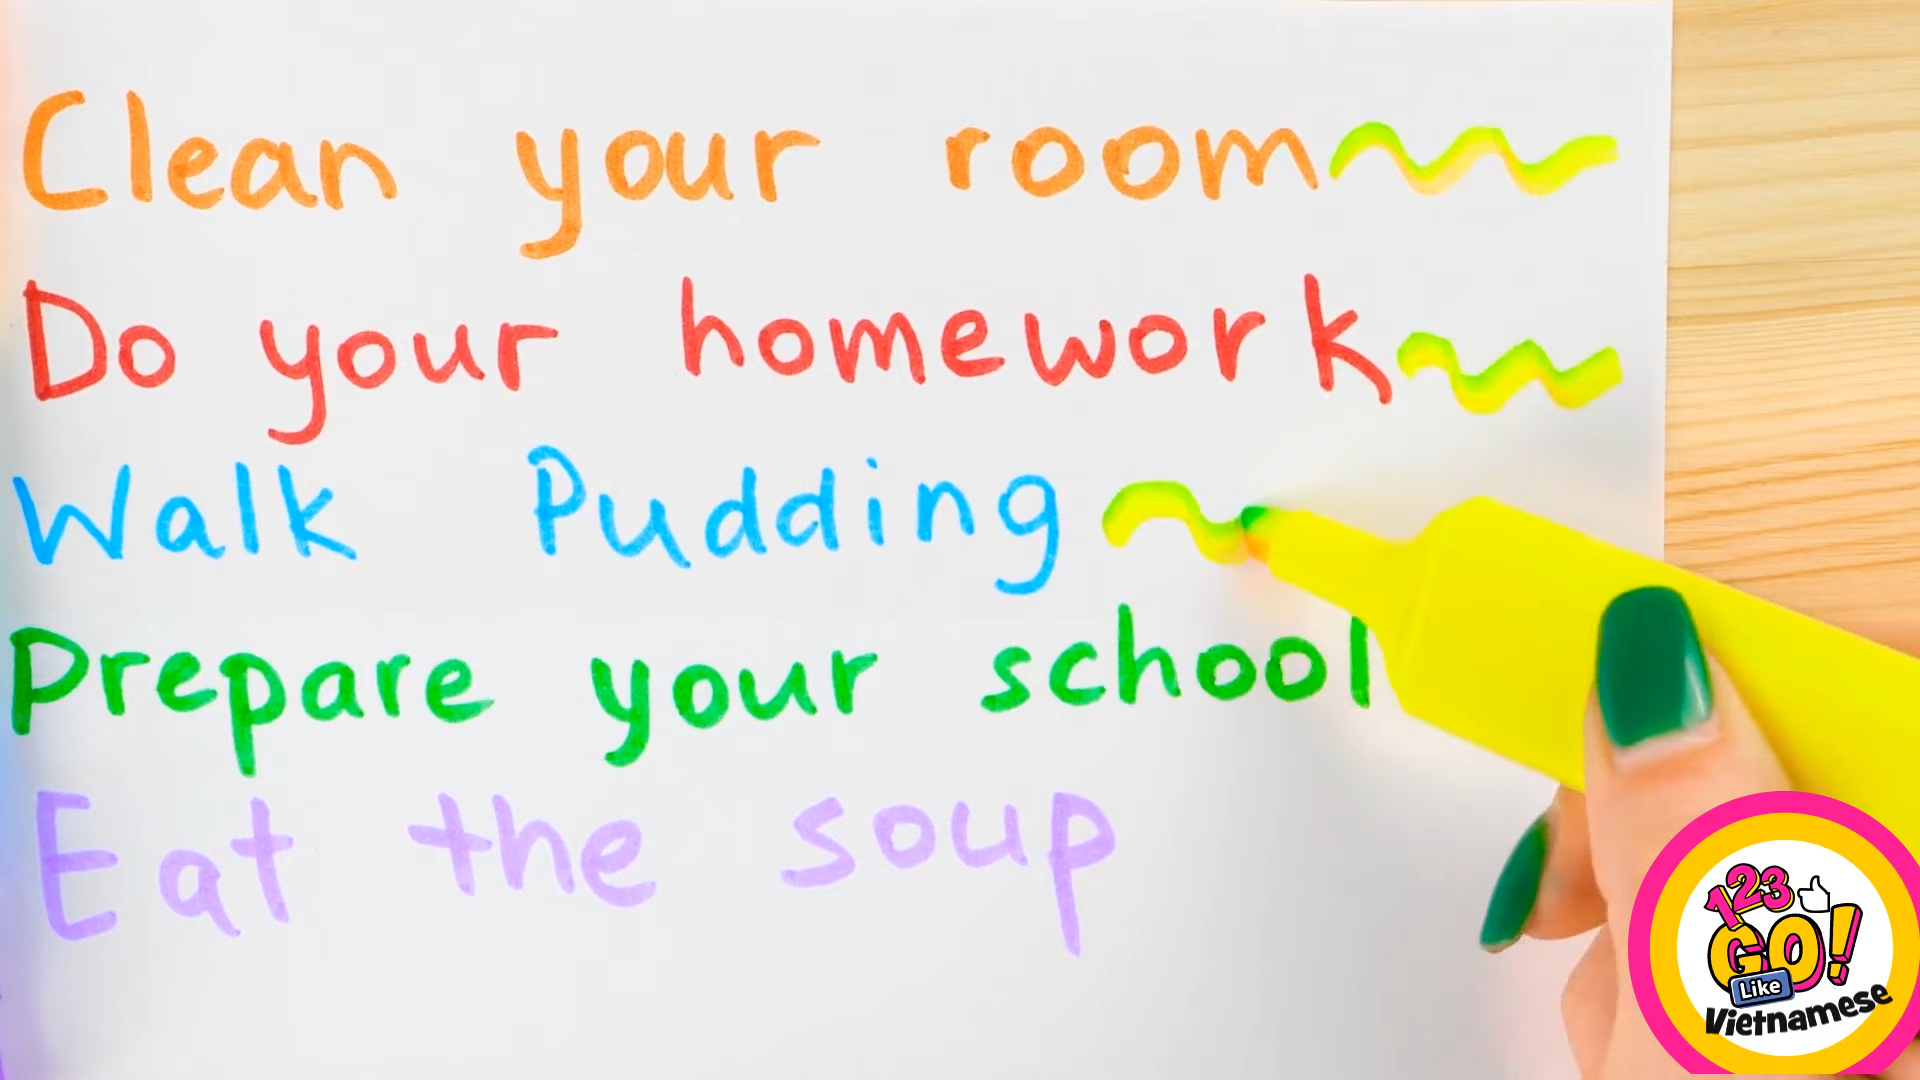 Clean your room
Do your homework
Walk Pudding
Prepare your school
Eat the soup
123
GO!
Like
Vietnamese